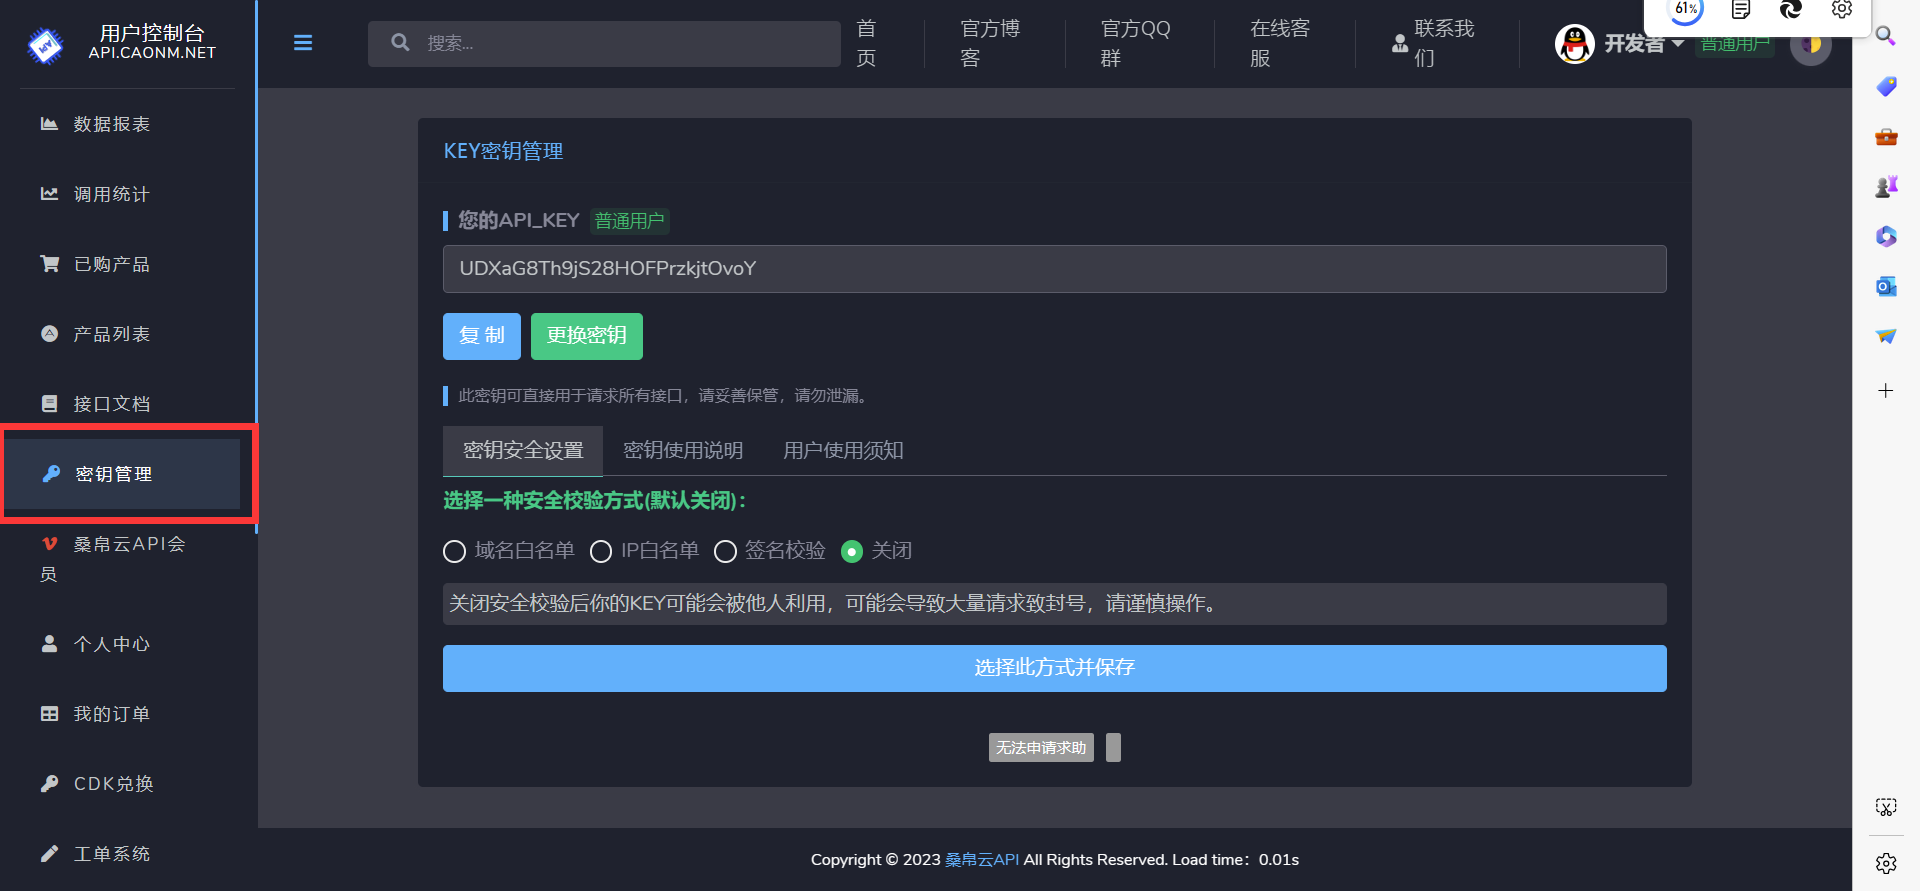 用户控制台
API.CAONM.NET
数据报表
调用统计
已购产品
产品列表
接口文档
密钥管理
桑帛云API会
员
个人中心
我的订单
CDK兑换
工单系统
搜索...
首
页
官方博
客
官方QQ
群
在线客
服
联系我
们
开发者
普通用户
61%
KEY密钥管理
您的API_KEY 普通用户
UDXaG8Th9jS28HOFPrzkjtOvoY
复 制 更换密钥
此密钥可直接用于请求所有接口，请妥善保管，请勿泄漏。
密钥安全设置 密钥使用说明 用户使用须知
选择一种安全校验方式(默认关闭)：
域名白名单 IP白名单 签名校验 关闭
关闭安全校验后你的KEY可能会被他人利用，可能会导致大量请求致封号，请谨慎操作。
选择此方式并保存
无法申请求助
Copyright © 2023 桑帛云API All Rights Reserved. Load time：0.01s